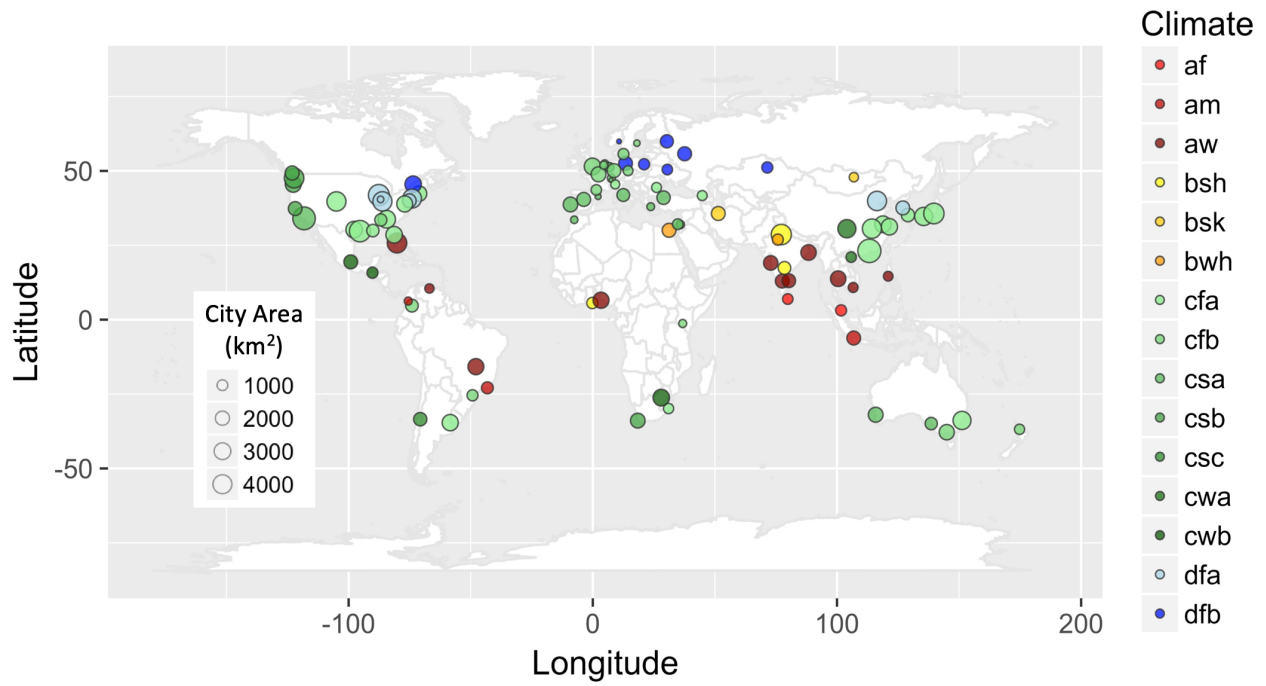 Climate
af
am
aw
bsh
bsk
bwh
cfa
cfb
csa
csb
csc
cwa
cwb
dfa
dfb
Latitude
50
0
-50
City Area
(km²)
1000
2000
3000
4000
-100
0
100
200
Longitude